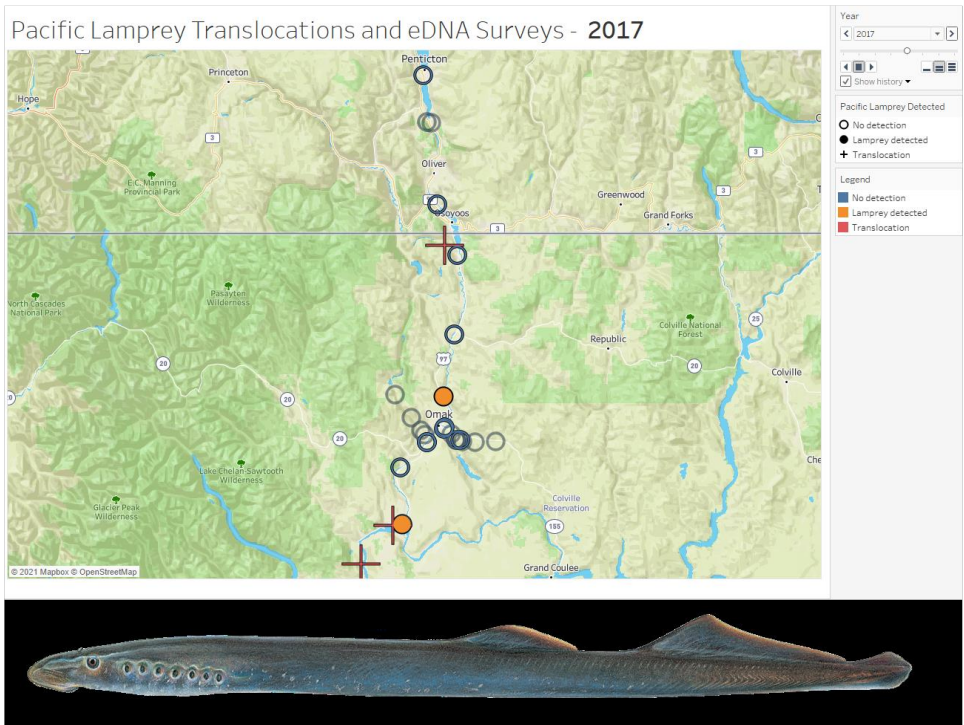 Pacific Lamprey Translocations and eDNA Surveys - 2017
Year
2017
Show history
Pacific Lamprey Detected
No detection
Lamprey detected
Translocation
Legend
No detection
Lamprey detected
Translocation
Penticton
Princeton
Hope
3
3
Oliver
E.C. Manning
Provincial Park
Greenwood
3
Grand Forks
Osoyoos
3
North Cascades
National Park
Pasayten
Wilderness
25
Colville National
Forest
Republic
97
20
20
Colville
20
Omak
20
Lake Chelan-Sawtooth
Wilderness
Che
Glacier Peak
Wilderness
Colville
Reservation
155
Grand Coulee
© 2021 Mapbox © OpenStreetMap